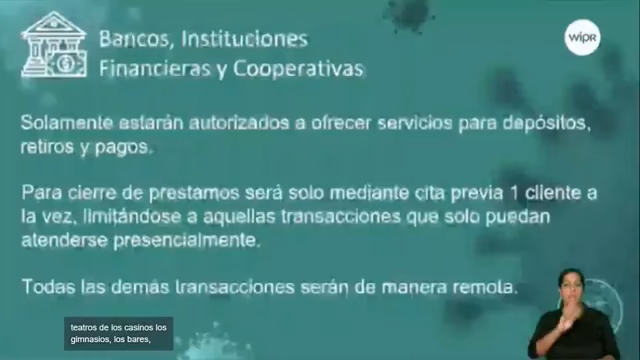 Bancos, Instituciones
Financieras y Cooperativas
wipr
Solamente estarán autorizados a ofrecer servicios para depósitos,
retiros y pagos.
Para cierre de prestamos será solo mediante cita previa 1 cliente a
la vez, limitándose a aquellas transacciones que solo puedan
atenderse presencialmente.
Todas las demás transacciones serán de manera remota.
teatros de los casinos los
gimnasios, los bares,